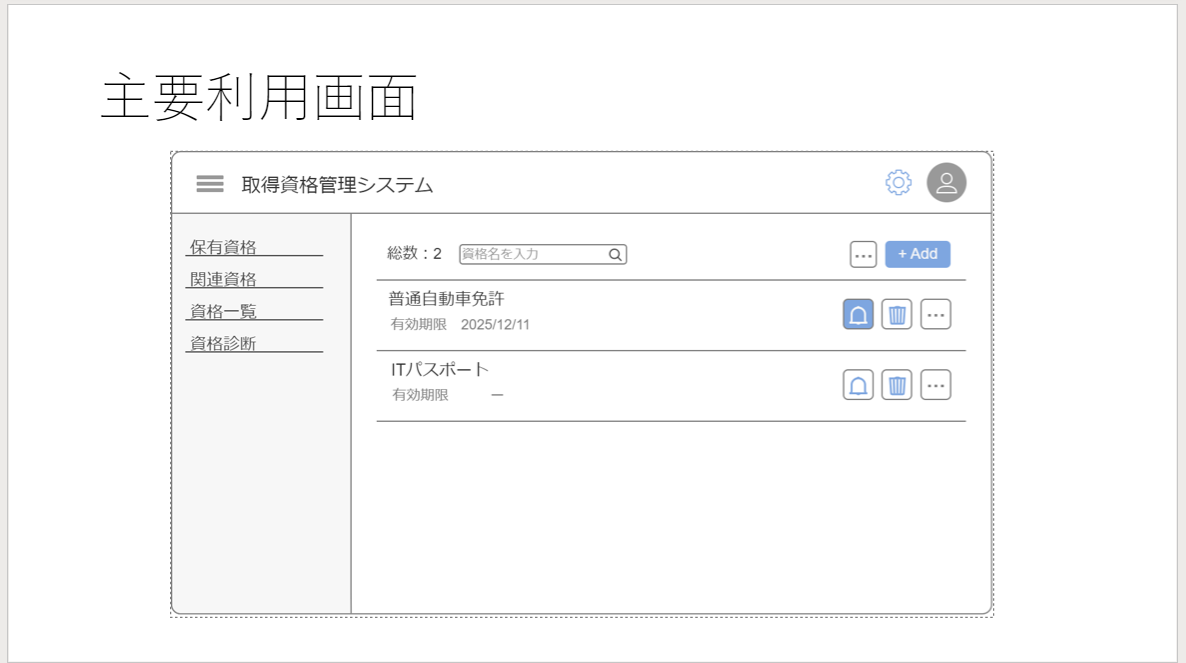 主要利用画面
取得資格管理システム
保有資格
関連資格
資格一覧
資格診断
総数：2 資格名を入力 ... + Add
普通自動車免許
有効期限 2025/12/11 ...
ITパスポート
有効期限 ー ...